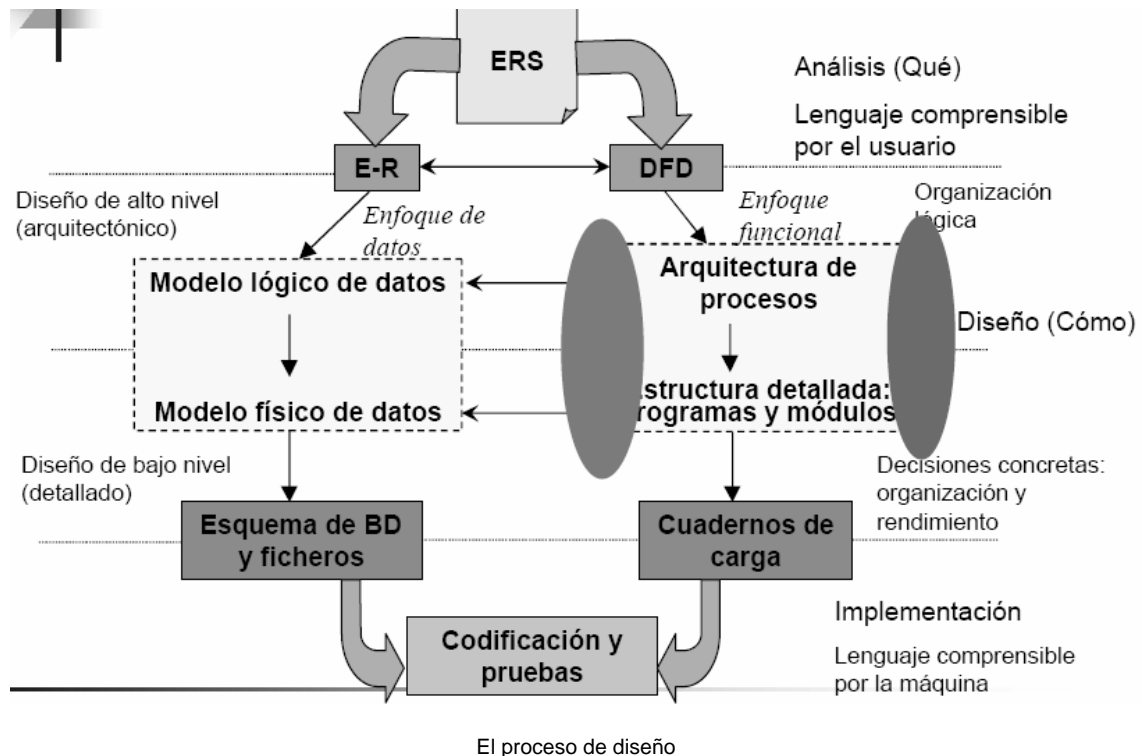 ERS
Análisis (Qué)
Lenguaje comprensible
por el usuario
E-R
DFD
Diseño de alto nivel
(arquitectónico)
Enfoque de
datos
Enfoque
funcional
Organización
lógica
Modelo lógico de datos
Arquitectura de
procesos
Diseño (Cómo)
Modelo físico de datos
structura detallada:
rogramas y módulos
Diseño de bajo nivel
(detallado)
Decisiones concretas:
organización y
rendimiento
Esquema de BD
y ficheros
Cuadernos de
carga
Codificación y
pruebas
Implementación
Lenguaje comprensible
por la máquina
El proceso de diseño